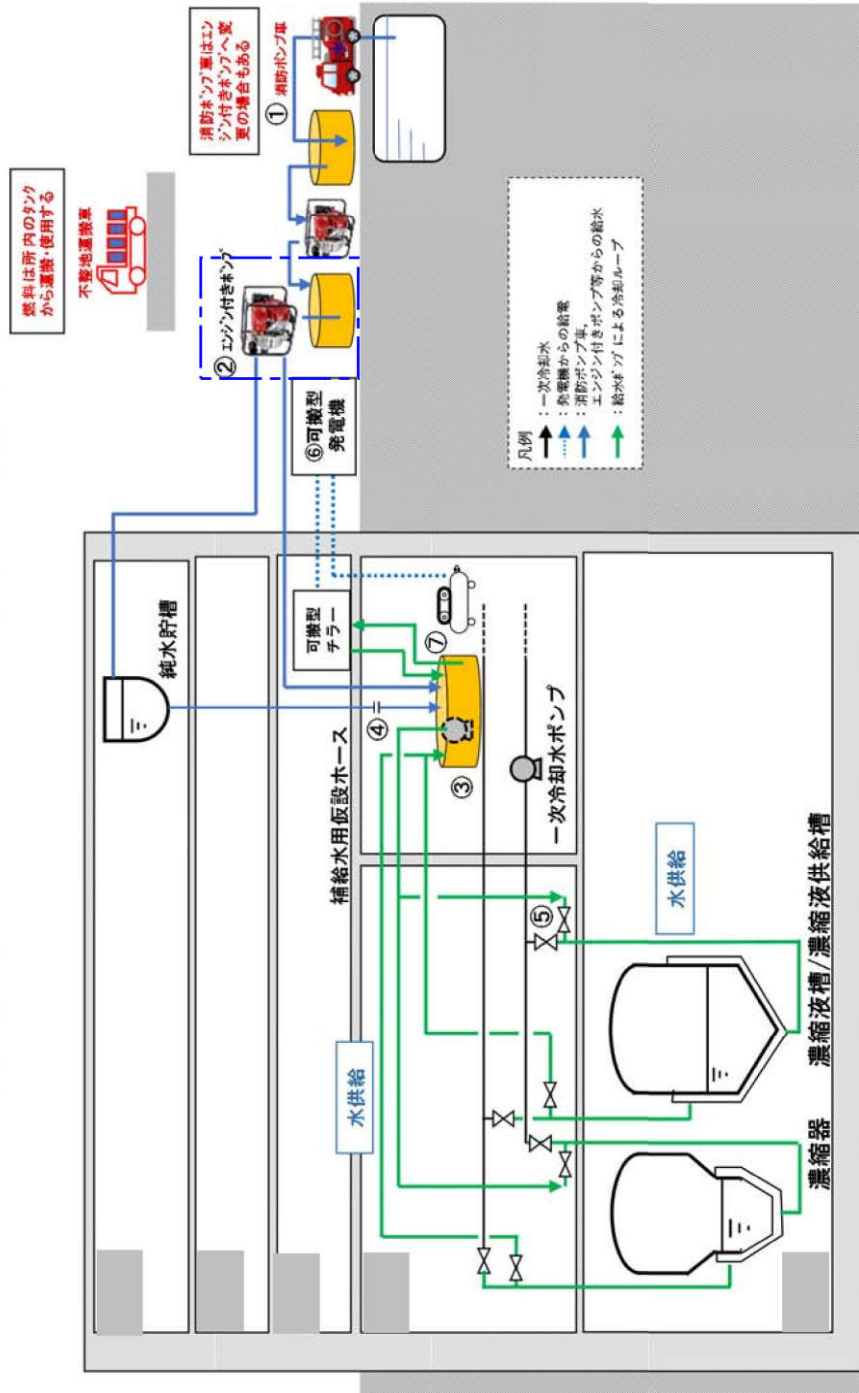 燃料は所内のタンク
から運搬・使用する
不整地運搬車
消防ポンプ車はエン
ジン付きポンプへ変
更の場合もある
① 消防ポンプ車
② エンジン付きポンプ
⑥可搬型
発電機
純水貯槽
可搬型
チラー
補給水用仮設ホース
⑦
④
③
一次冷却水ポンプ
水供給
⑤
水供給
濃縮器
濃縮液槽/濃縮液供給槽
凡例
：一次冷却水
：発電機からの給電
：消防ポンプ車,
エンジン付きポンプ等からの給水
：給水ポンプによる冷却ループ